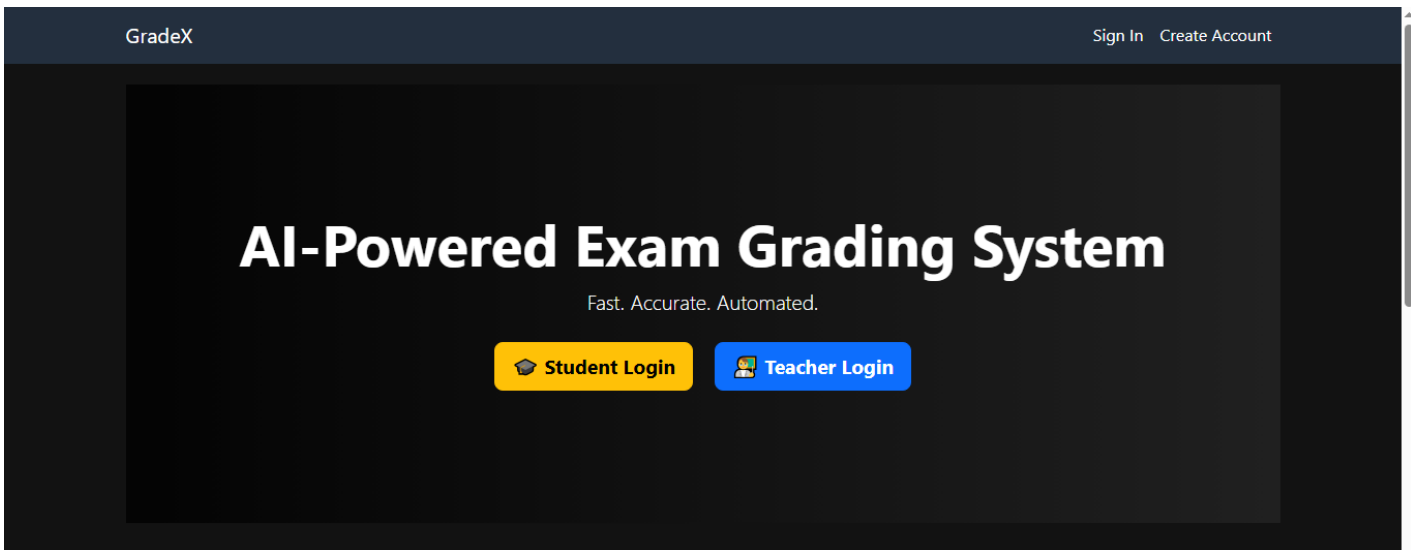 GradeX
Sign In Create Account
AI-Powered Exam Grading System
Fast. Accurate. Automated.
🎓 Student Login
👩‍🏫 Teacher Login